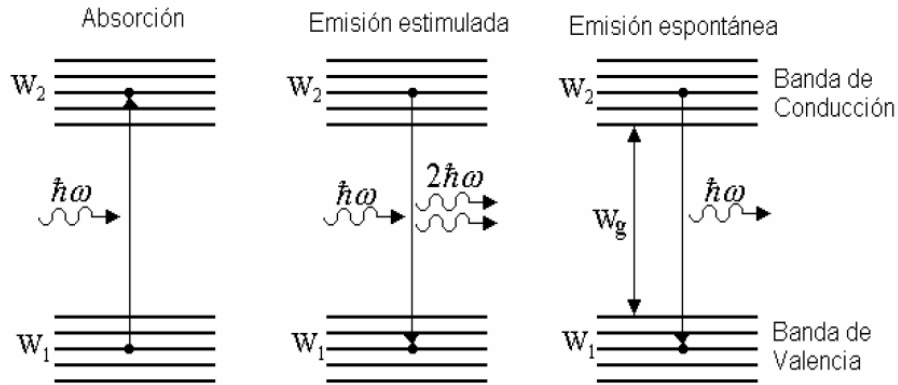 Absorción
Emisión estimulada
Emisión espontánea
W₂
W₂
W₂
Banda de
Conducción
ħω
ħω
2ħω
W_g
ħω
W₁
W₁
W₁
Banda de
Valencia